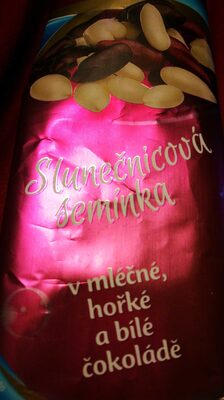 Slunečnicová
semínka
v mléčné,
hořké
a bílé
čokoládě